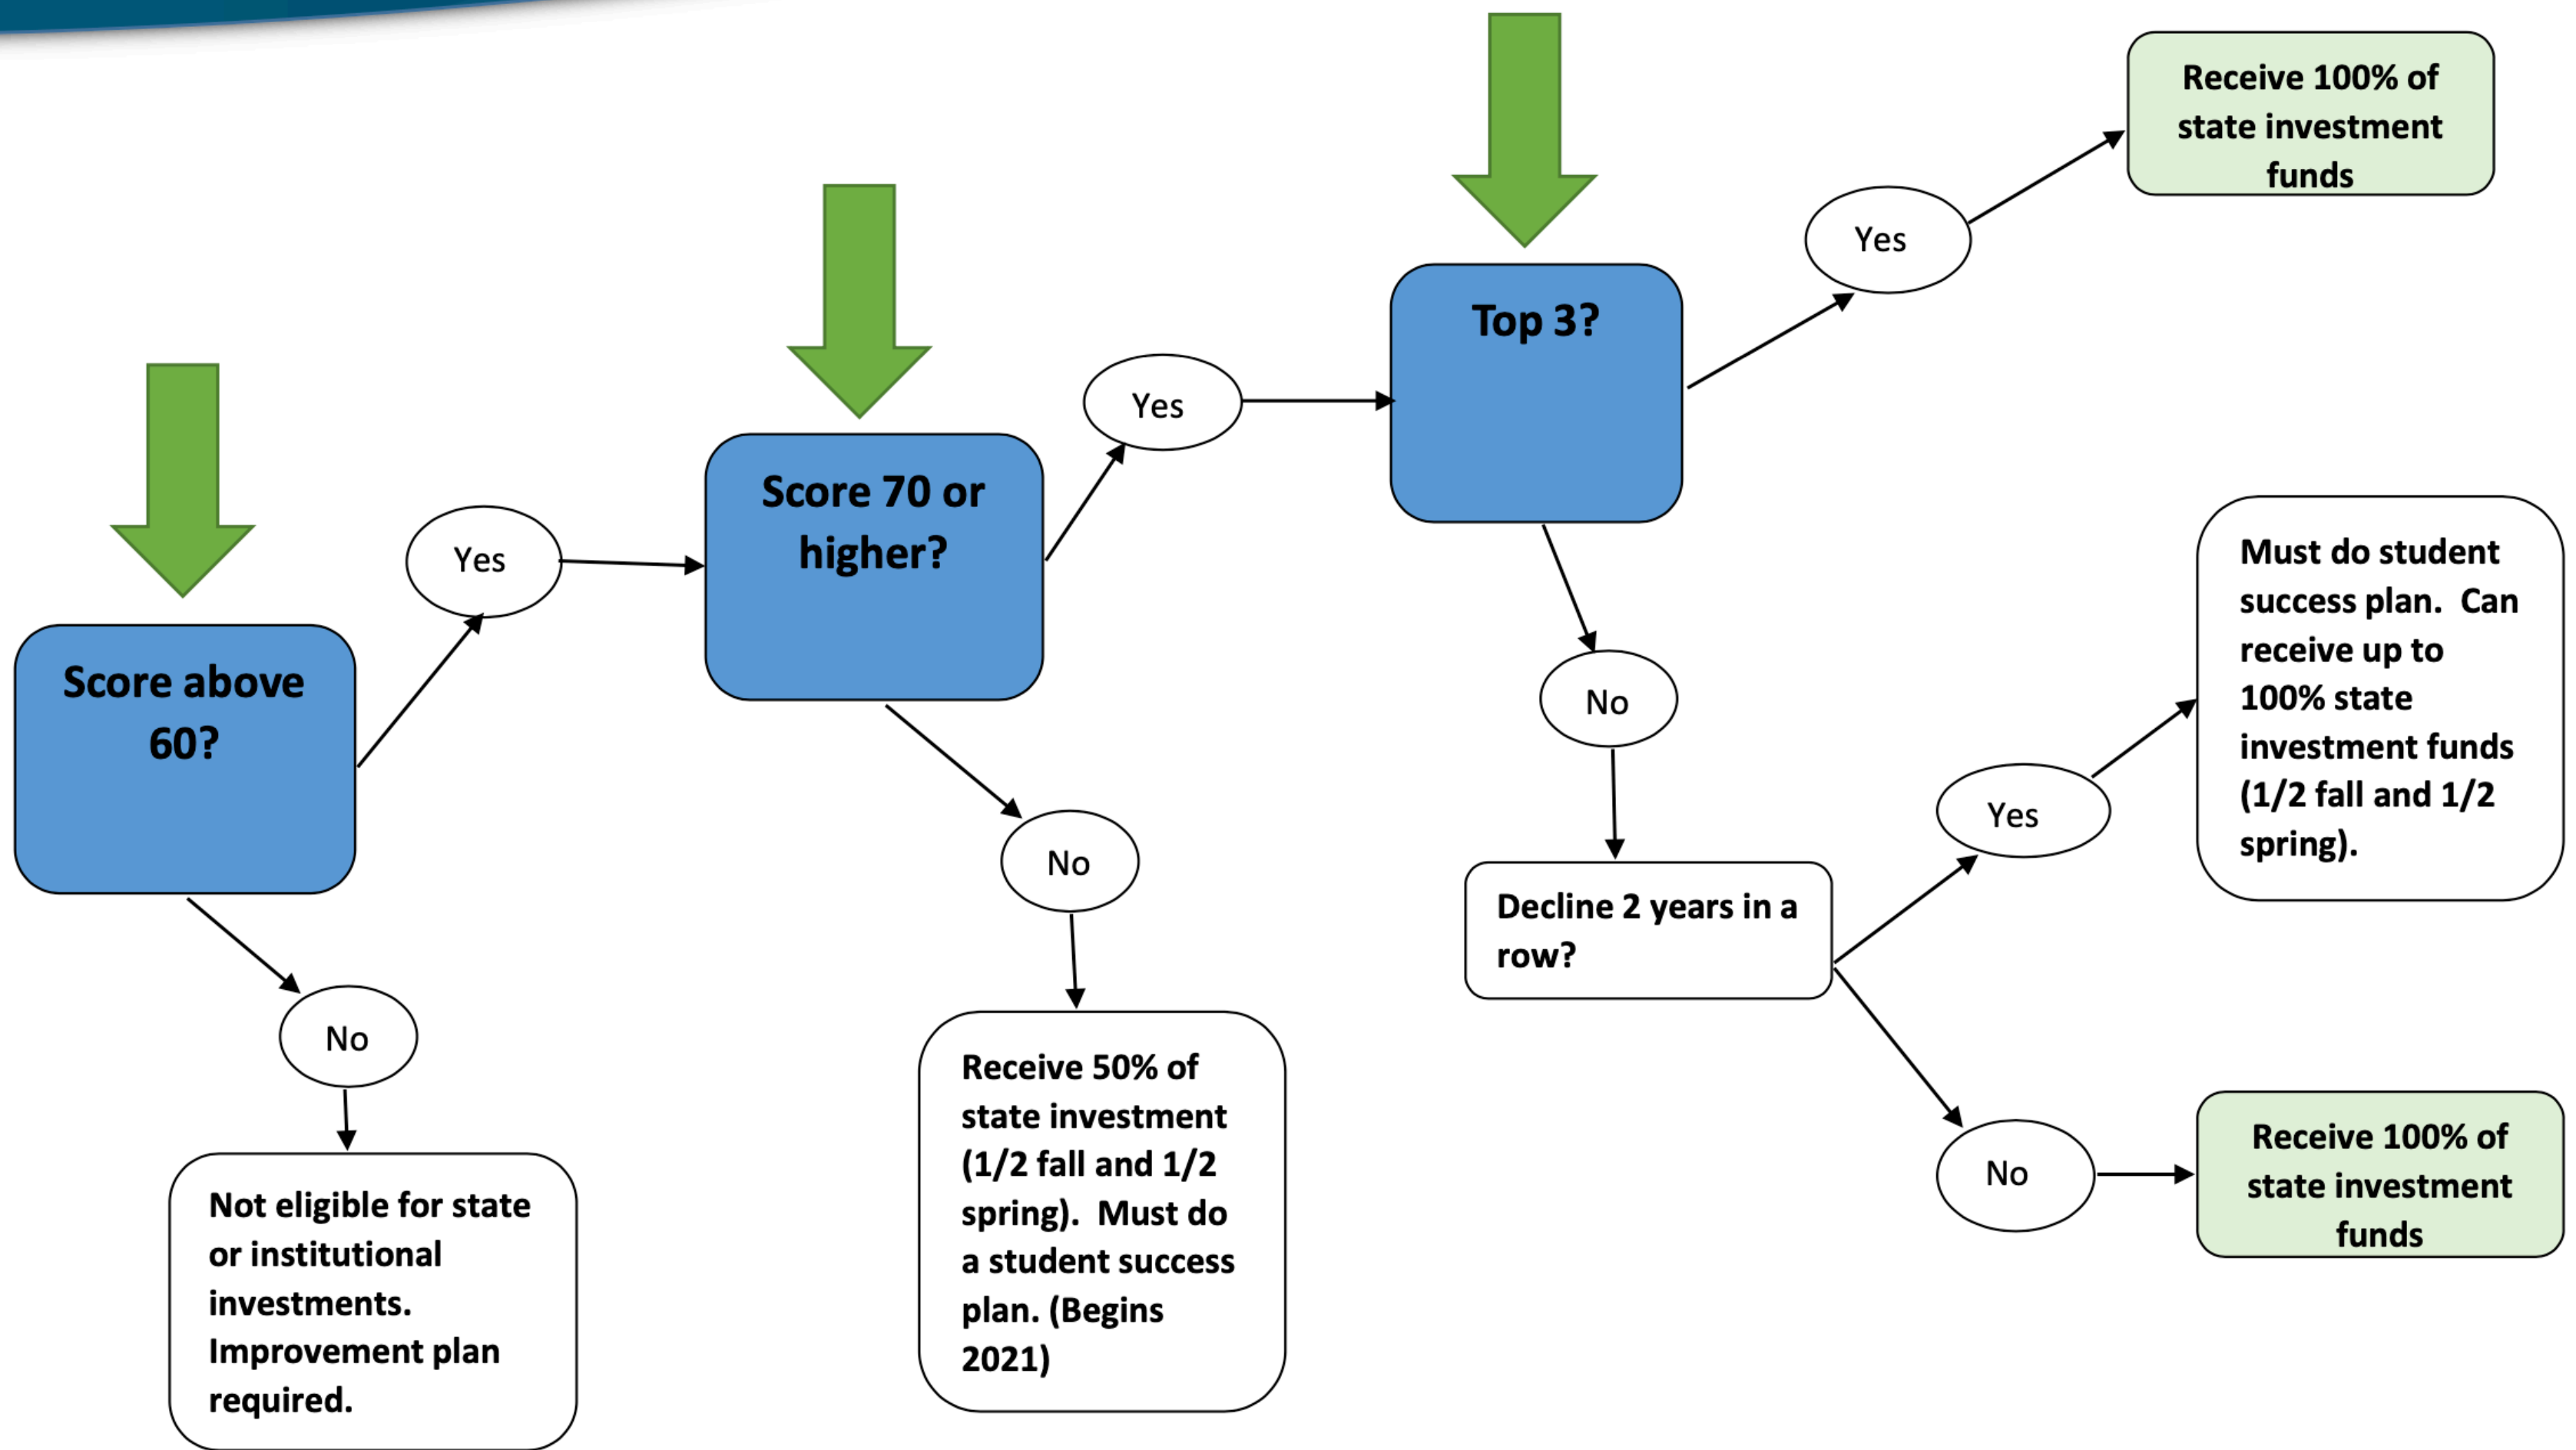 Score above
60?
Yes
No
Not eligible for state
or institutional
investments.
Improvement plan
required.
Score 70 or
higher?
Yes
No
Receive 50% of
state investment
(1/2 fall and 1/2
spring).  Must do
a student success
plan. (Begins
2021)
Top 3?
Yes
Receive 100% of
state investment
funds
No
Decline 2 years in a
row?
Yes
Must do student
success plan.  Can
receive up to
100% state
investment funds
(1/2 fall and 1/2
spring).
No
Receive 100% of
state investment
funds